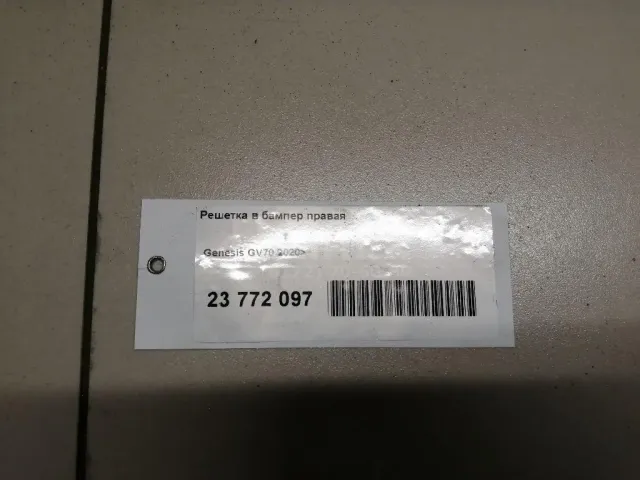 Решетка в бампер правая
Genesis GV70 2020>
23 772 097